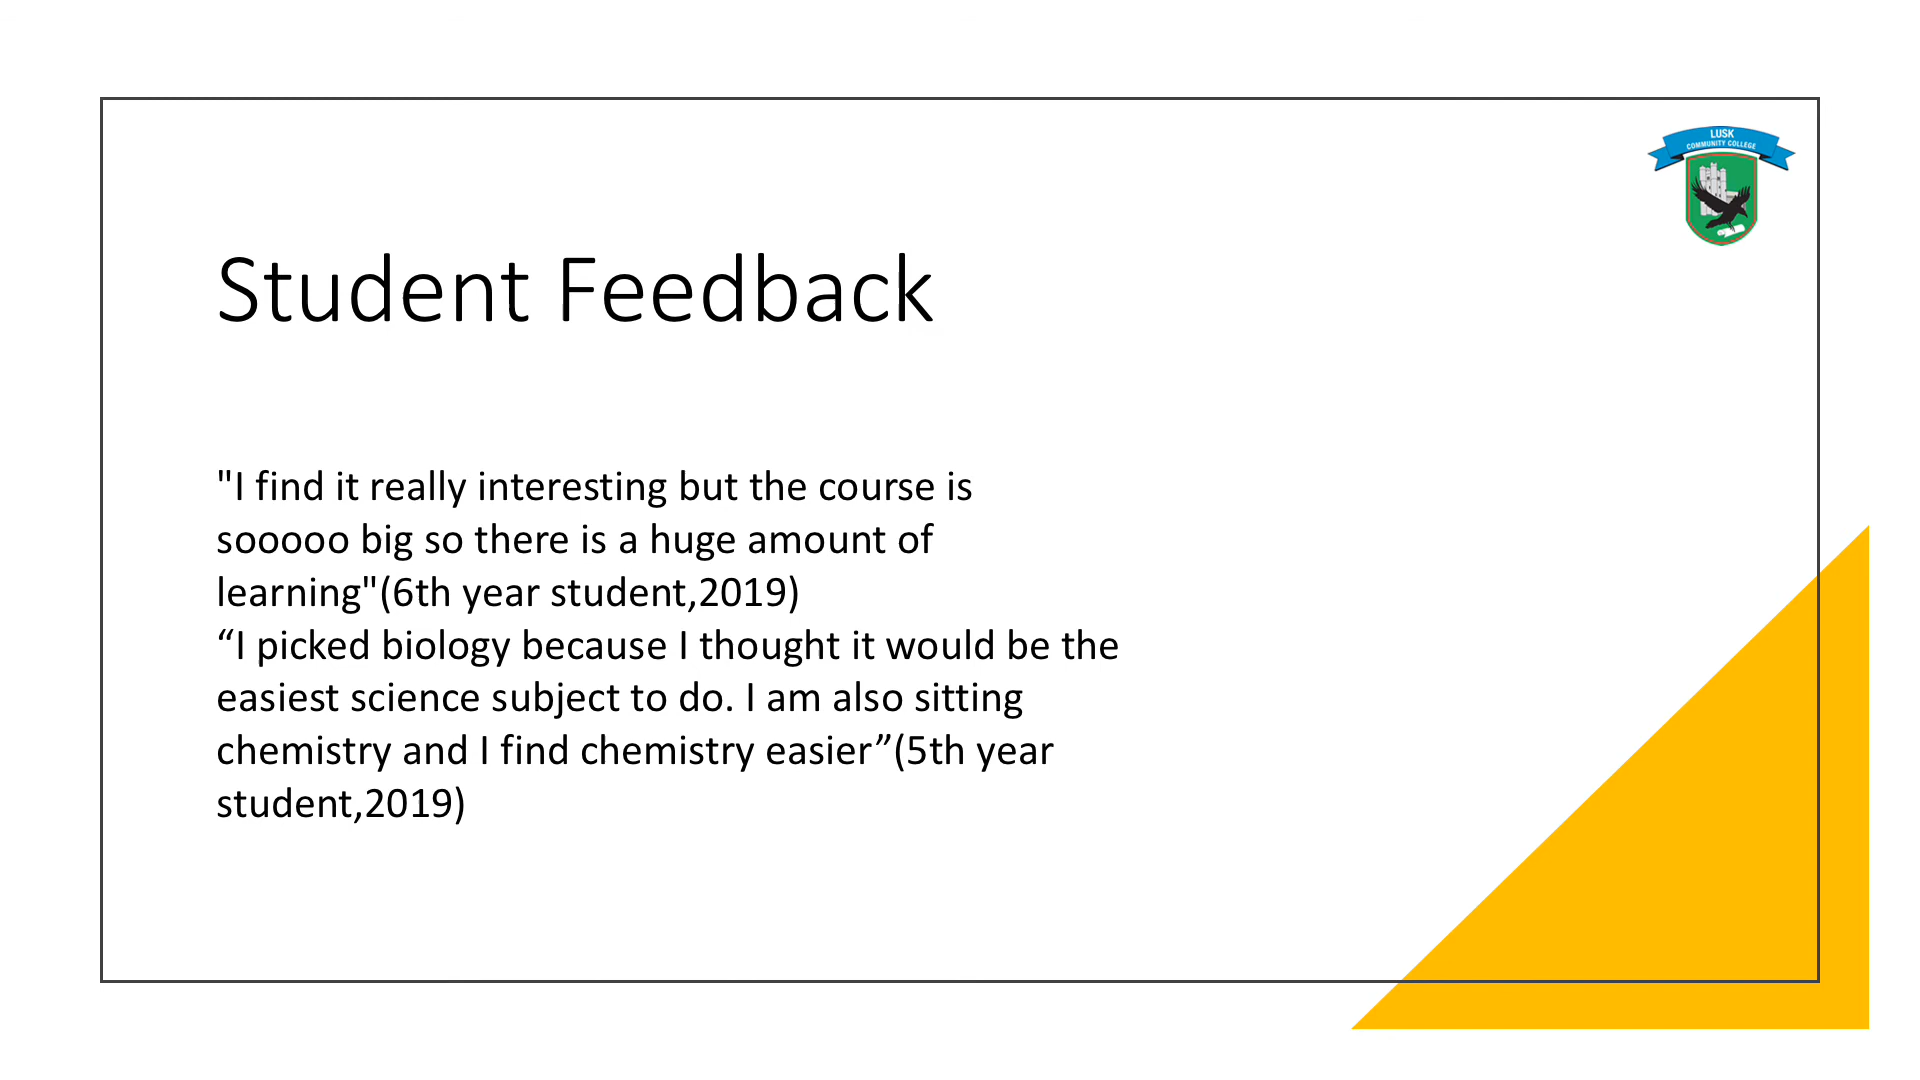 LUSK
COMMUNITY COLLEGE
Student Feedback
"I find it really interesting but the course is
sooooo big so there is a huge amount of
learning"(6th year student,2019)
“I picked biology because I thought it would be the
easiest science subject to do. I am also sitting
chemistry and I find chemistry easier”(5th year
student,2019)